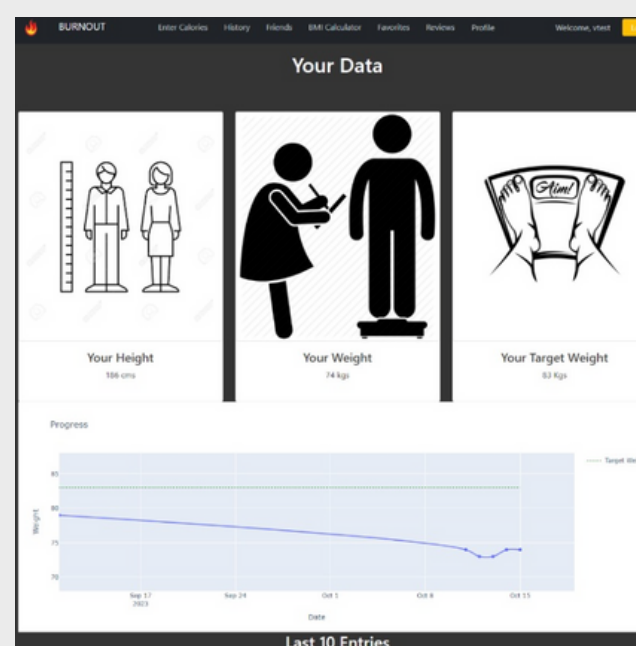 BURNOUT Enter Calories History Friends BMI Calculator Favorites Reviews Profile Welcome, vtest
Your Data
Aim!
Your Height Your Weight Your Target Weight
186 cms 74 kgs 83 Kgs
Progress
Target We
85
80
75
70
Weight
Sep 17 Sep 24 Oct 1 Oct 8 Oct 15
2023
Date
Last 10 Entries